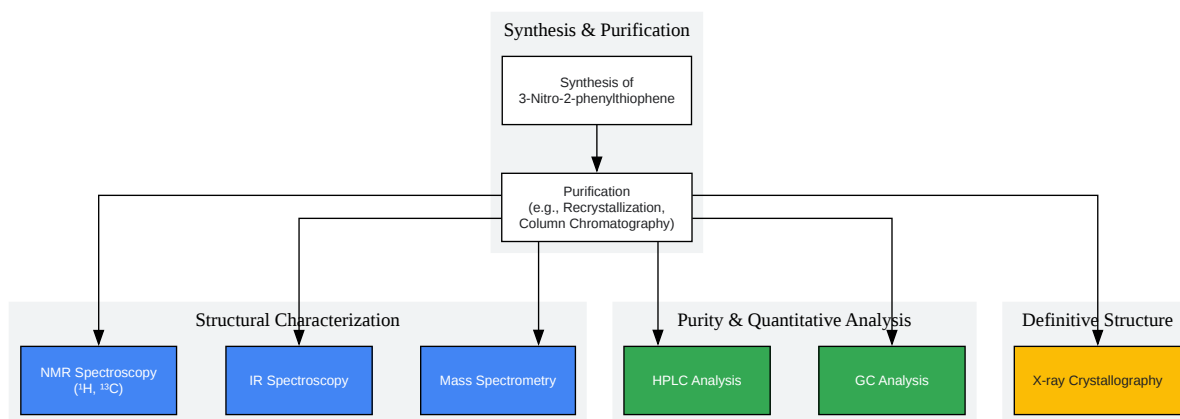 Synthesis & Purification
Synthesis of
3-Nitro-2-phenylthiophene
Purification
(e.g., Recrystallization,
Column Chromatography)
Structural Characterization
Purity & Quantitative Analysis
Definitive Structure
NMR Spectroscopy
(¹H, ¹³C)
IR Spectroscopy
Mass Spectrometry
HPLC Analysis
GC Analysis
X-ray Crystallography